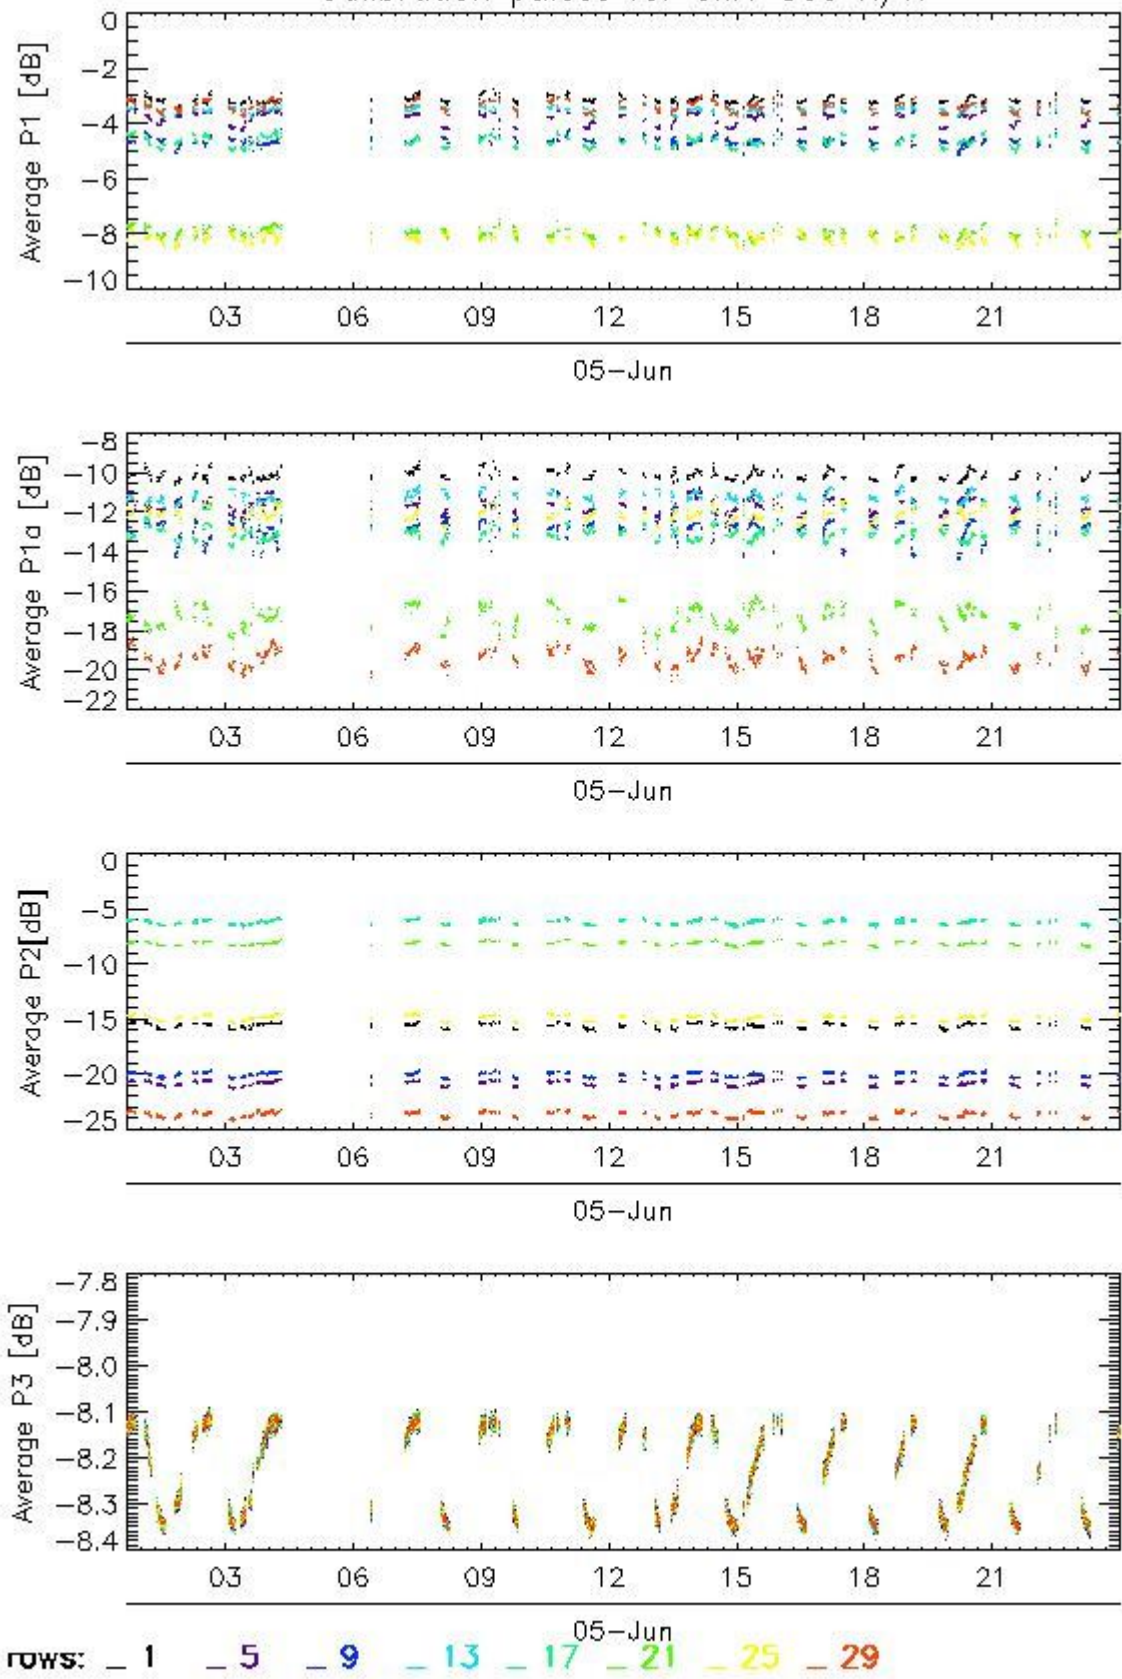 0
−2
−4
−6
−8
−10
Average P1 [dB]
03 06 09 12 15 18 21
05−Jun
−8
−10
−12
−14
−16
−18
−20
−22
Average P1a [dB]
03 06 09 12 15 18 21
05−Jun
0
−5
−10
−15
−20
−25
Average P2[dB]
03 06 09 12 15 18 21
05−Jun
−7.8
−7.9
−8.0
−8.1
−8.2
−8.3
−8.4
Average P3 [dB]
03 06 09 12 15 18 21
05−Jun
rows: _ 1 _ 5 _ 9 _ 13 _ 17 _ 21 _ 25 _ 29